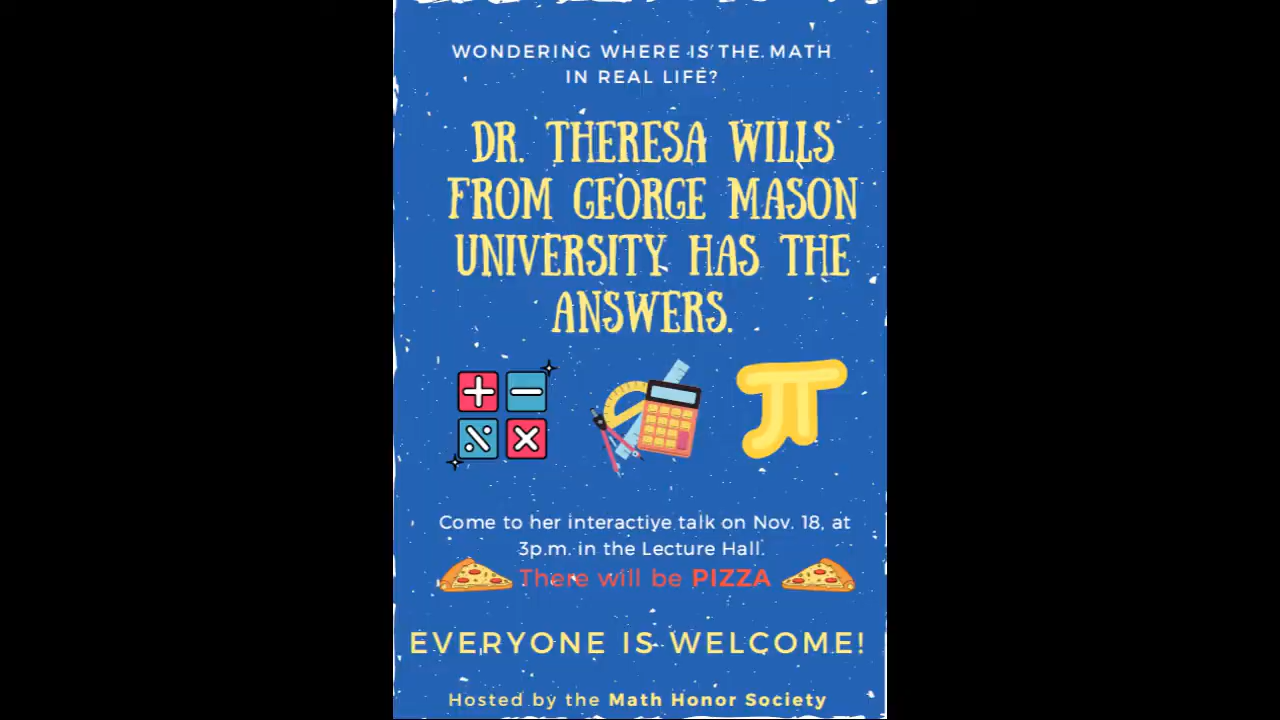 WONDERING WHERE IS THE MATH
IN REAL LIFE?
DR. THERESA WILLS
FROM GEORGE MASON
UNIVERSITY HAS THE
ANSWERS.
Come to her interactive talk on Nov. 18, at
3p.m. in the Lecture Hall.
There will be PIZZA
EVERYONE IS WELCOME!
Hosted by the Math Honor Society